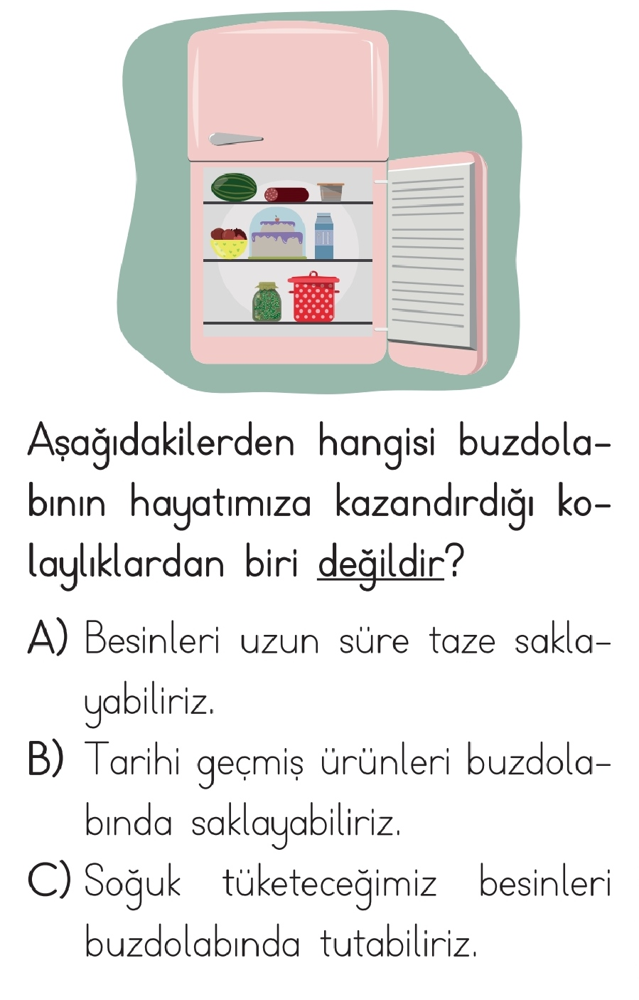 Aşağıdakilerden hangisi buzdola-
bının hayatımıza kazandırdığı ko-
laylıklardan biri değildir?
A) Besinleri uzun süre taze sakla-
yabiliriz.
B) Tarihi geçmiş ürünleri buzdola-
bında saklayabiliriz.
C) Soğuk tüketeceğimiz besinleri
buzdolabında tutabiliriz.